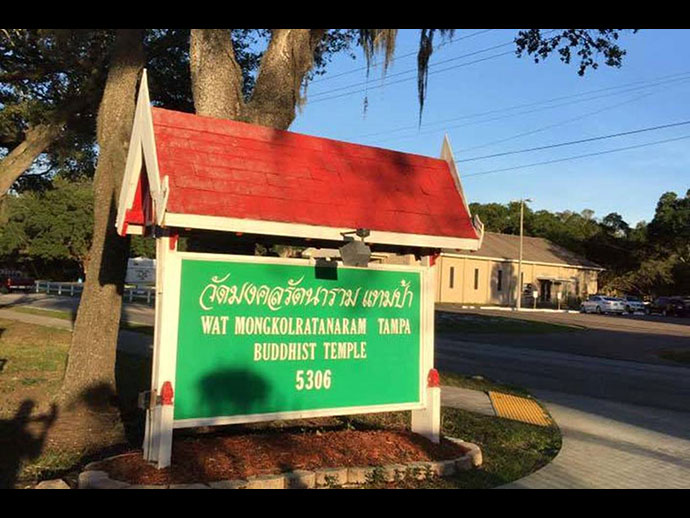 วัดมงคลรัตนาราม แทมป้า
WAT MONGKOLRATANARAM TAMPA
BUDDHIST TEMPLE
5306